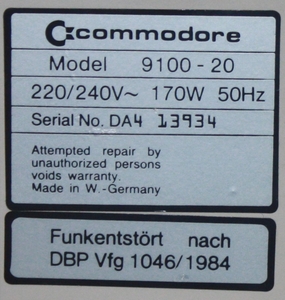 commodore
Model 9100-20
220/240V~ 170W 50Hz
Serial No. DA4 13934
Attempted repair by
unauthorized persons
voids warranty.
Made in W.-Germany
Funkentstört nach
DBP Vfg 1046/1984